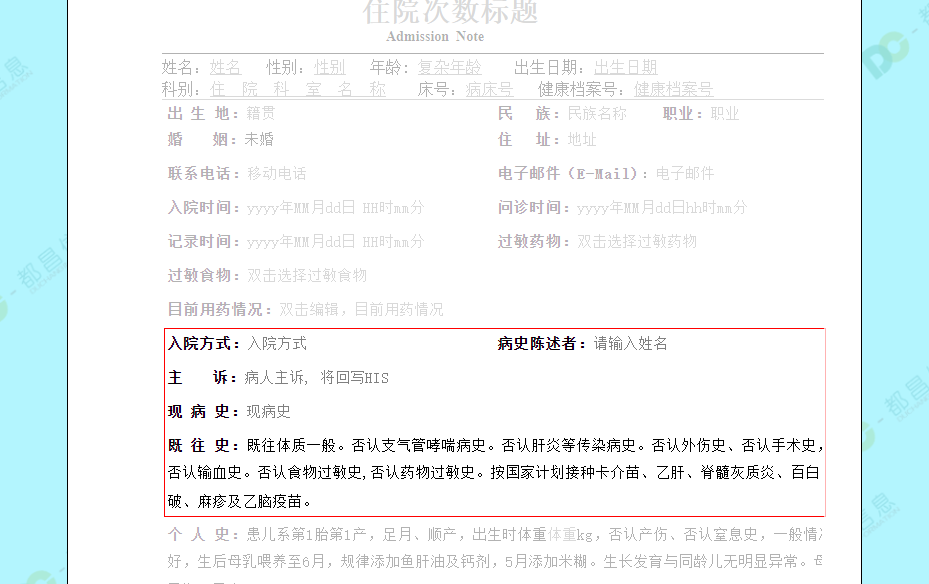 住院次数标题
Admission Note
姓名：姓名 性别：性别 年龄：复杂年龄 出生日期：出生日期
科别：住 院 科 室 名 称 床号：病床号 健康档案号：健康档案号
出 生 地：籍贯 民 族：民族名称 职业：职业
婚 姻：未婚 住 址：地址
联系电话：移动电话 电子邮件（E-Mail）：电子邮件
入院时间：yyyy年MM月dd日 HH时mm分 问诊时间：yyyy年MM月dd日hh时mm分
记录时间：yyyy年MM月dd日 HH时mm分 过敏药物：双击选择过敏药物
过敏食物：双击选择过敏食物
目前用药情况：双击编辑，目前用药情况
入院方式：入院方式 病史陈述者：请输入姓名
主 诉：病人主诉, 将回写HIS
现 病 史：现病史
既 往 史：既往体质一般。否认支气管哮喘病史。否认肝炎等传染病史。否认外伤史、否认手术史，
否认输血史。否认食物过敏史,否认药物过敏史。按国家计划接种卡介苗、乙肝、脊髓灰质炎、百白
破、麻疹及乙脑疫苗。
个 人 史：患儿系第1胎第1产，足月、顺产，出生时体重体重kg，否认产伤、否认窒息史，一般情
好，生后母乳喂养至6月，规律添加鱼肝油及钙剂，5月添加米糊。生长发育与同龄儿无明显异常。